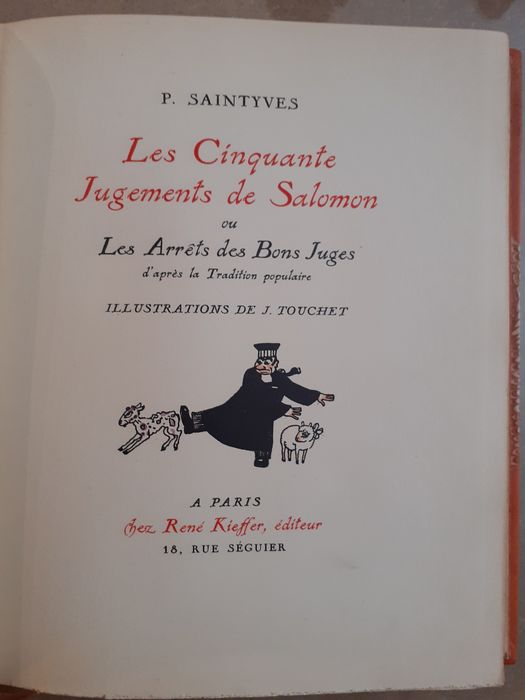 P. SAINTYVES
Les Cinquante
Jugements de Salomon
ou
Les Arrêts des Bons Juges
d'après la Tradition populaire
ILLUSTRATIONS DE J. TOUCHET
A PARIS
chez René Kieffer, éditeur
18, RUE SÉGUIER